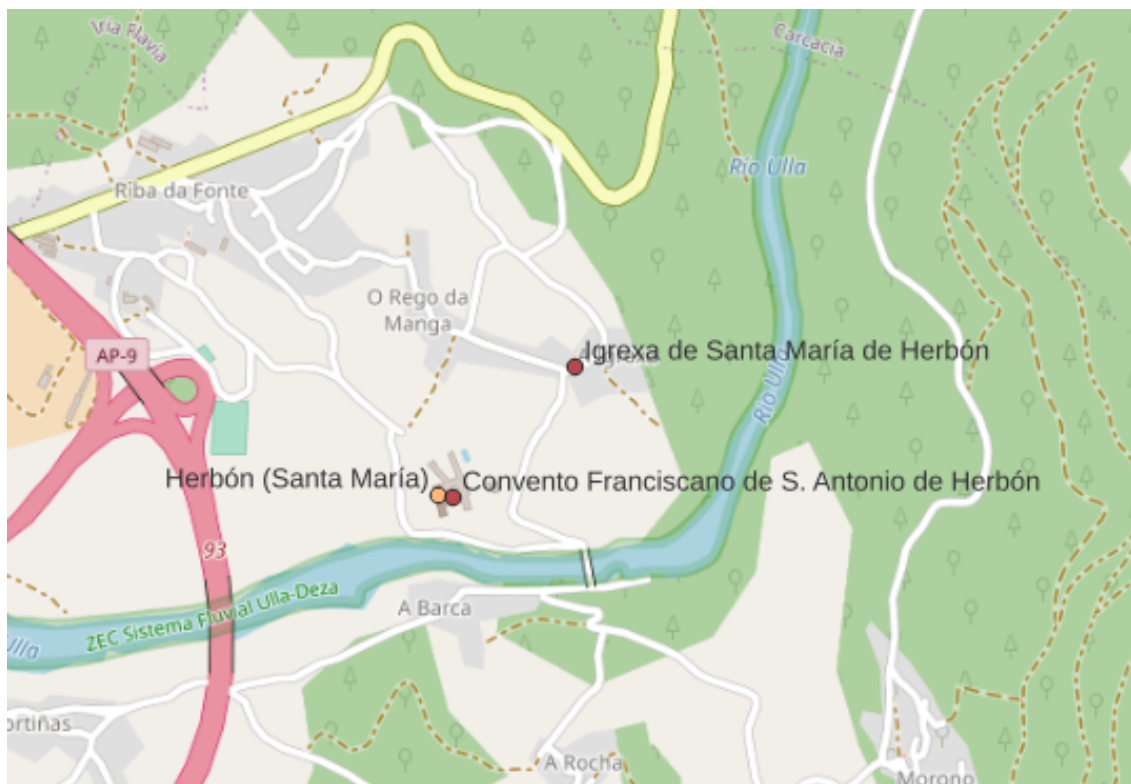 Iria Flavia
Carcacia
Río Ulla
Riba da Fonte
O Rego da
Manga
AP-9
Igrexa de Santa María de Herbón
Río Ulla
Herbón (Santa María)
Convento Franciscano de S. Antonio de Herbón
93
ZEC Sistema Fluvial Ulla-Deza
A Barca
Ulla
ortiñas
A Rocha
Morono